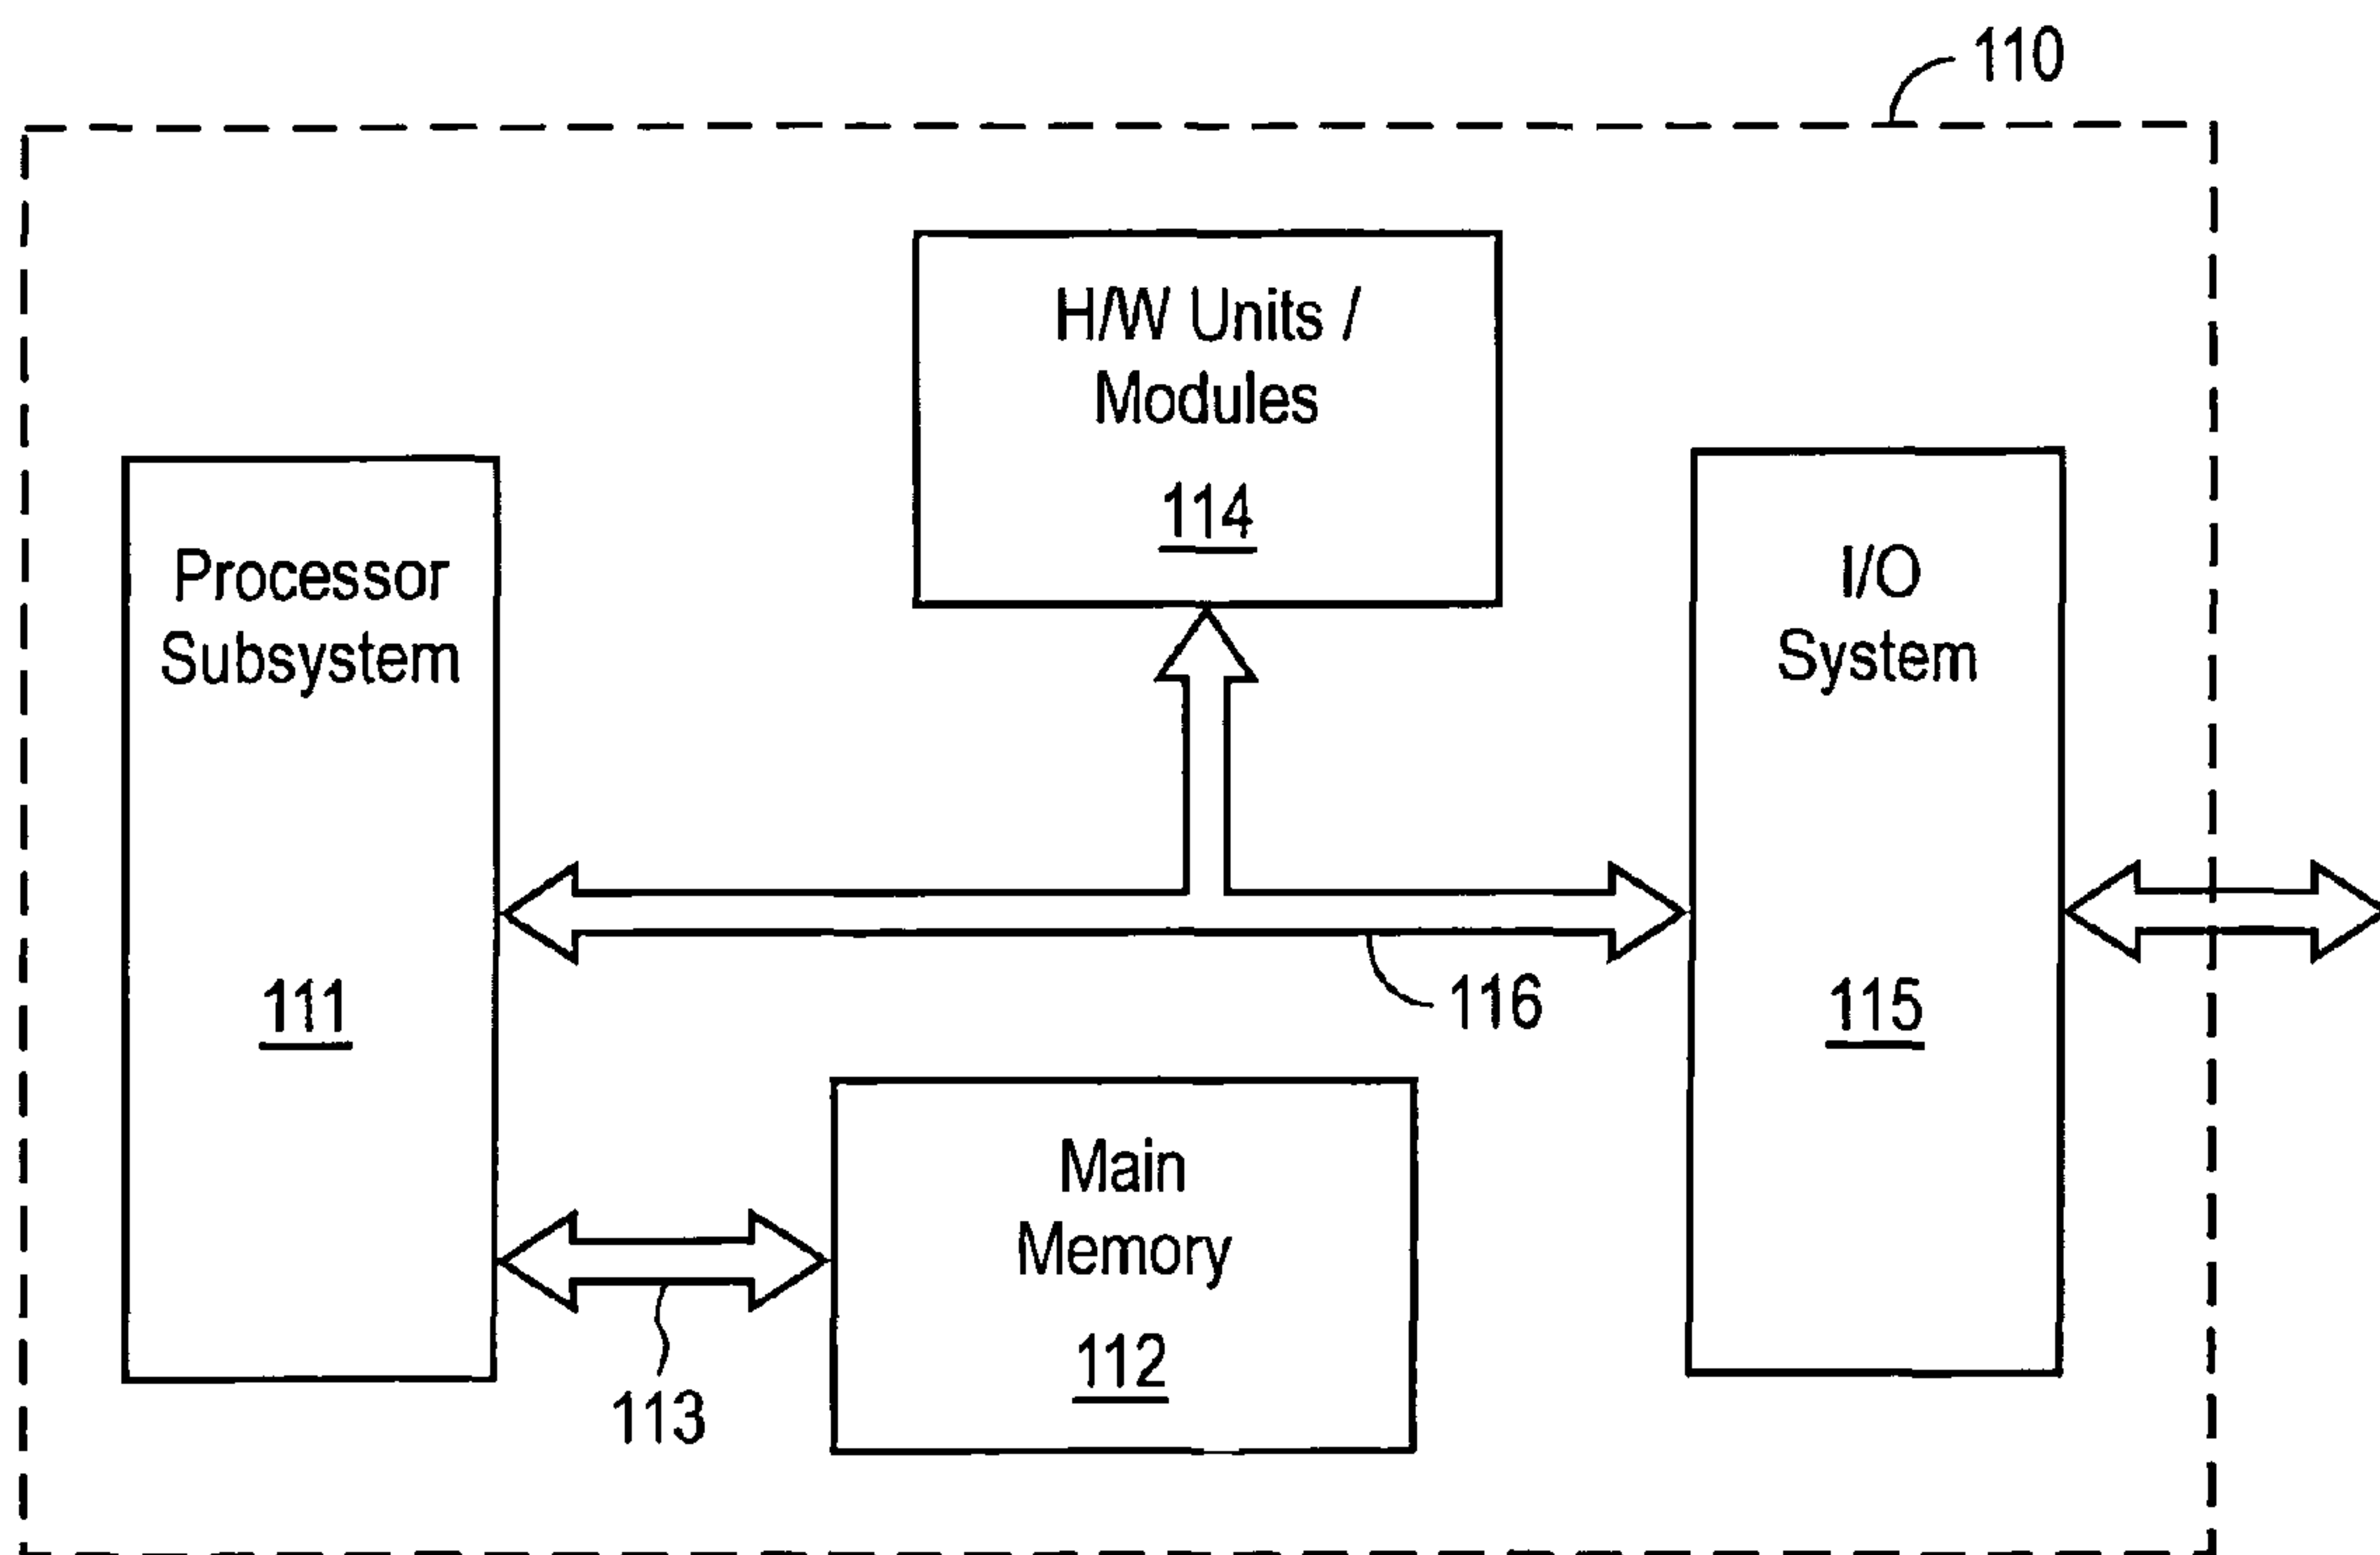 110
H/W Units /
Modules
114
Processor
Subsystem
111
I/O
System
115
116
Main
Memory
112
113